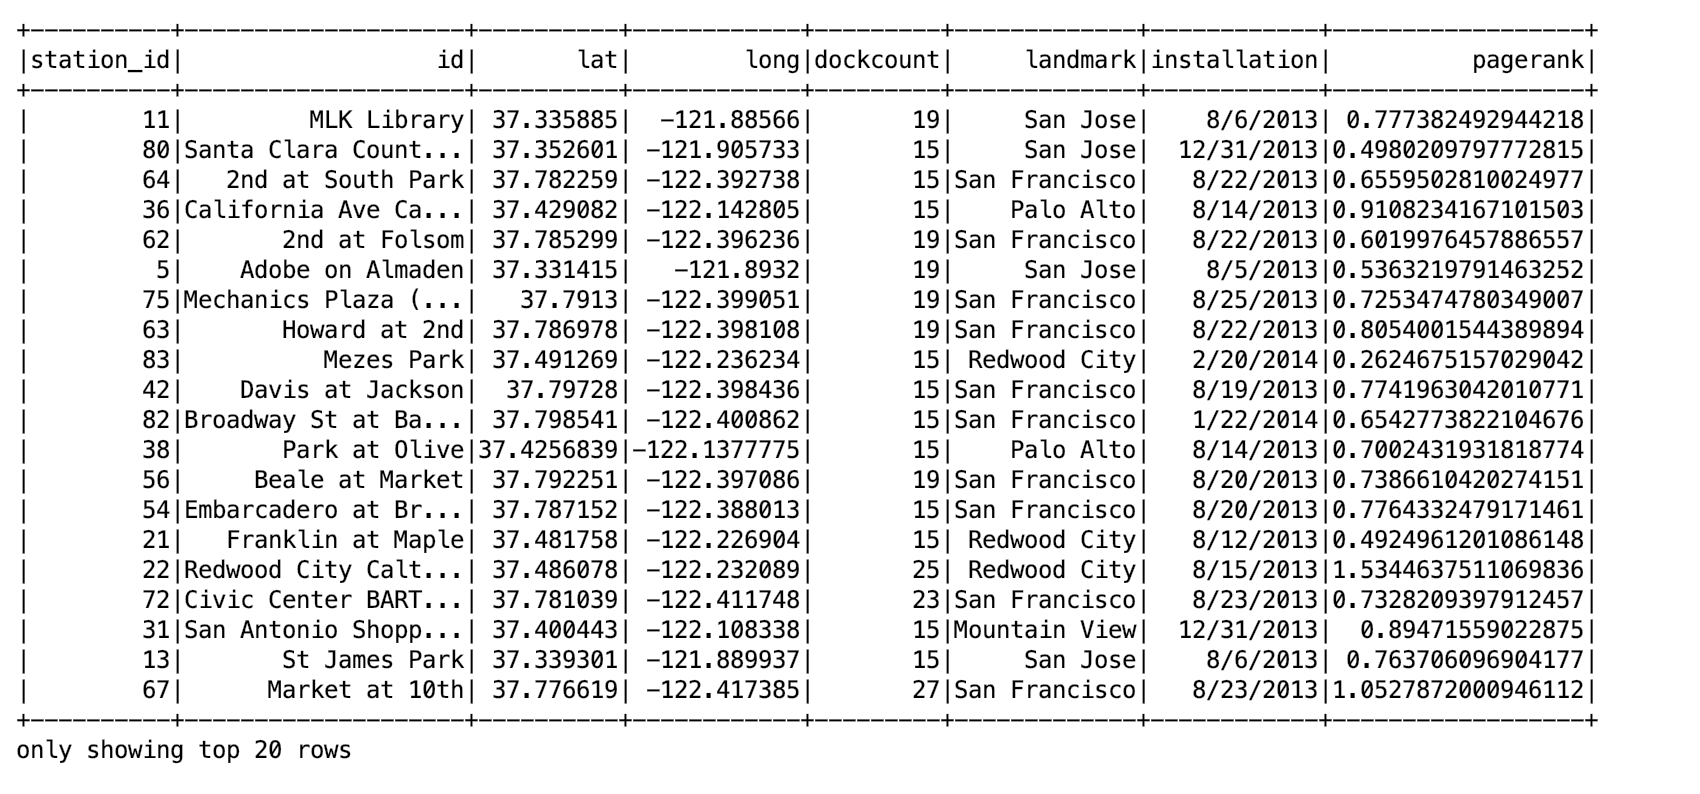 +----------+--------------------+----------+------------+---------+-------------+------------+------------------+
|station_id|                  id|       lat|        long|dockcount|     landmark|installation|          pagerank|
+----------+--------------------+----------+------------+---------+-------------+------------+------------------+
|        11|         MLK Library| 37.335885|  -121.88566|       19|     San Jose|    8/6/2013| 0.777382492944218|
|        80|Santa Clara Count...| 37.352601| -121.905733|       15|     San Jose|  12/31/2013|0.4980209797772815|
|        64|   2nd at South Park| 37.782259| -122.392738|       15|San Francisco|   8/22/2013|0.6559502810024977|
|        36|California Ave Ca...| 37.429082| -122.142805|       15|    Palo Alto|   8/14/2013|0.9108234167101503|
|        62|       2nd at Folsom| 37.785299| -122.396236|       19|San Francisco|   8/22/2013|0.6019976457886557|
|         5|    Adobe on Almaden| 37.331415|   -121.8932|       19|     San Jose|    8/5/2013|0.5363219791463252|
|        75|Mechanics Plaza (...|   37.7913| -122.399051|       19|San Francisco|   8/25/2013|0.7253474780349007|
|        63|       Howard at 2nd| 37.786978| -122.398108|       19|San Francisco|   8/22/2013|0.8054001544389894|
|        83|          Mezes Park| 37.491269| -122.236234|       15| Redwood City|   2/20/2014|0.2624675157029042|
|        42|    Davis at Jackson|  37.79728| -122.398436|       15|San Francisco|   8/19/2013|0.7741963042010771|
|        82|Broadway St at Ba...| 37.798541| -122.400862|       15|San Francisco|   1/22/2014|0.6542773822104676|
|        38|       Park at Olive|37.4256839|-122.1377775|       15|    Palo Alto|   8/14/2013|0.7002431931818774|
|        56|     Beale at Market| 37.792251| -122.397086|       19|San Francisco|   8/20/2013|0.7386610420274151|
|        54|Embarcadero at Br...| 37.787152| -122.388013|       15|San Francisco|   8/20/2013|0.7764332479171461|
|        21|   Franklin at Maple| 37.481758| -122.226904|       15| Redwood City|   8/12/2013|0.4924961201086148|
|        22|Redwood City Calt...| 37.486078| -122.232089|       25| Redwood City|   8/15/2013|1.5344637511069836|
|        72|Civic Center BART...| 37.781039| -122.411748|       23|San Francisco|   8/23/2013|0.7328209397912457|
|        31|San Antonio Shopp...| 37.400443| -122.108338|       15|Mountain View|  12/31/2013|  0.89471559022875|
|        13|       St James Park| 37.339301| -121.889937|       15|     San Jose|    8/6/2013| 0.763706096904177|
|        67|      Market at 10th| 37.776619| -122.417385|       27|San Francisco|   8/23/2013|1.0527872000946112|
+----------+--------------------+----------+------------+---------+-------------+------------+------------------+
only showing top 20 rows